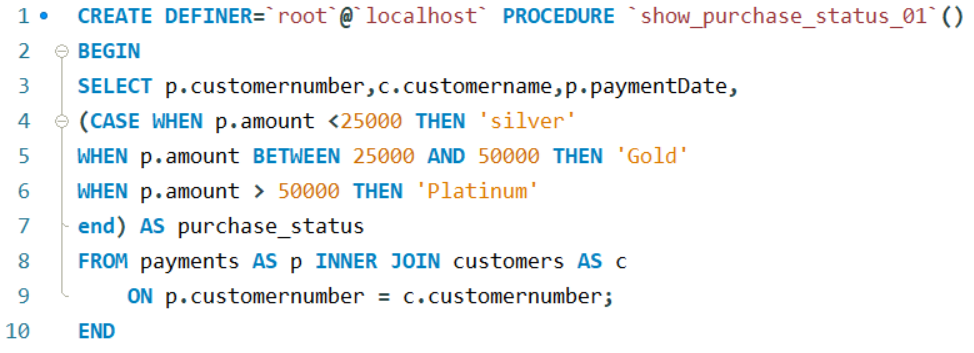 1 CREATE DEFINER=`root`@`localhost` PROCEDURE `show_purchase_status_01`()
2 BEGIN
3 SELECT p.customernumber,c.customername,p.paymentDate,
4 (CASE WHEN p.amount <25000 THEN 'silver'
5 WHEN p.amount BETWEEN 25000 AND 50000 THEN 'Gold'
6 WHEN p.amount > 50000 THEN 'Platinum'
7 end) AS purchase_status
8 FROM payments AS p INNER JOIN customers AS c
9 ON p.customernumber = c.customernumber;
10 END